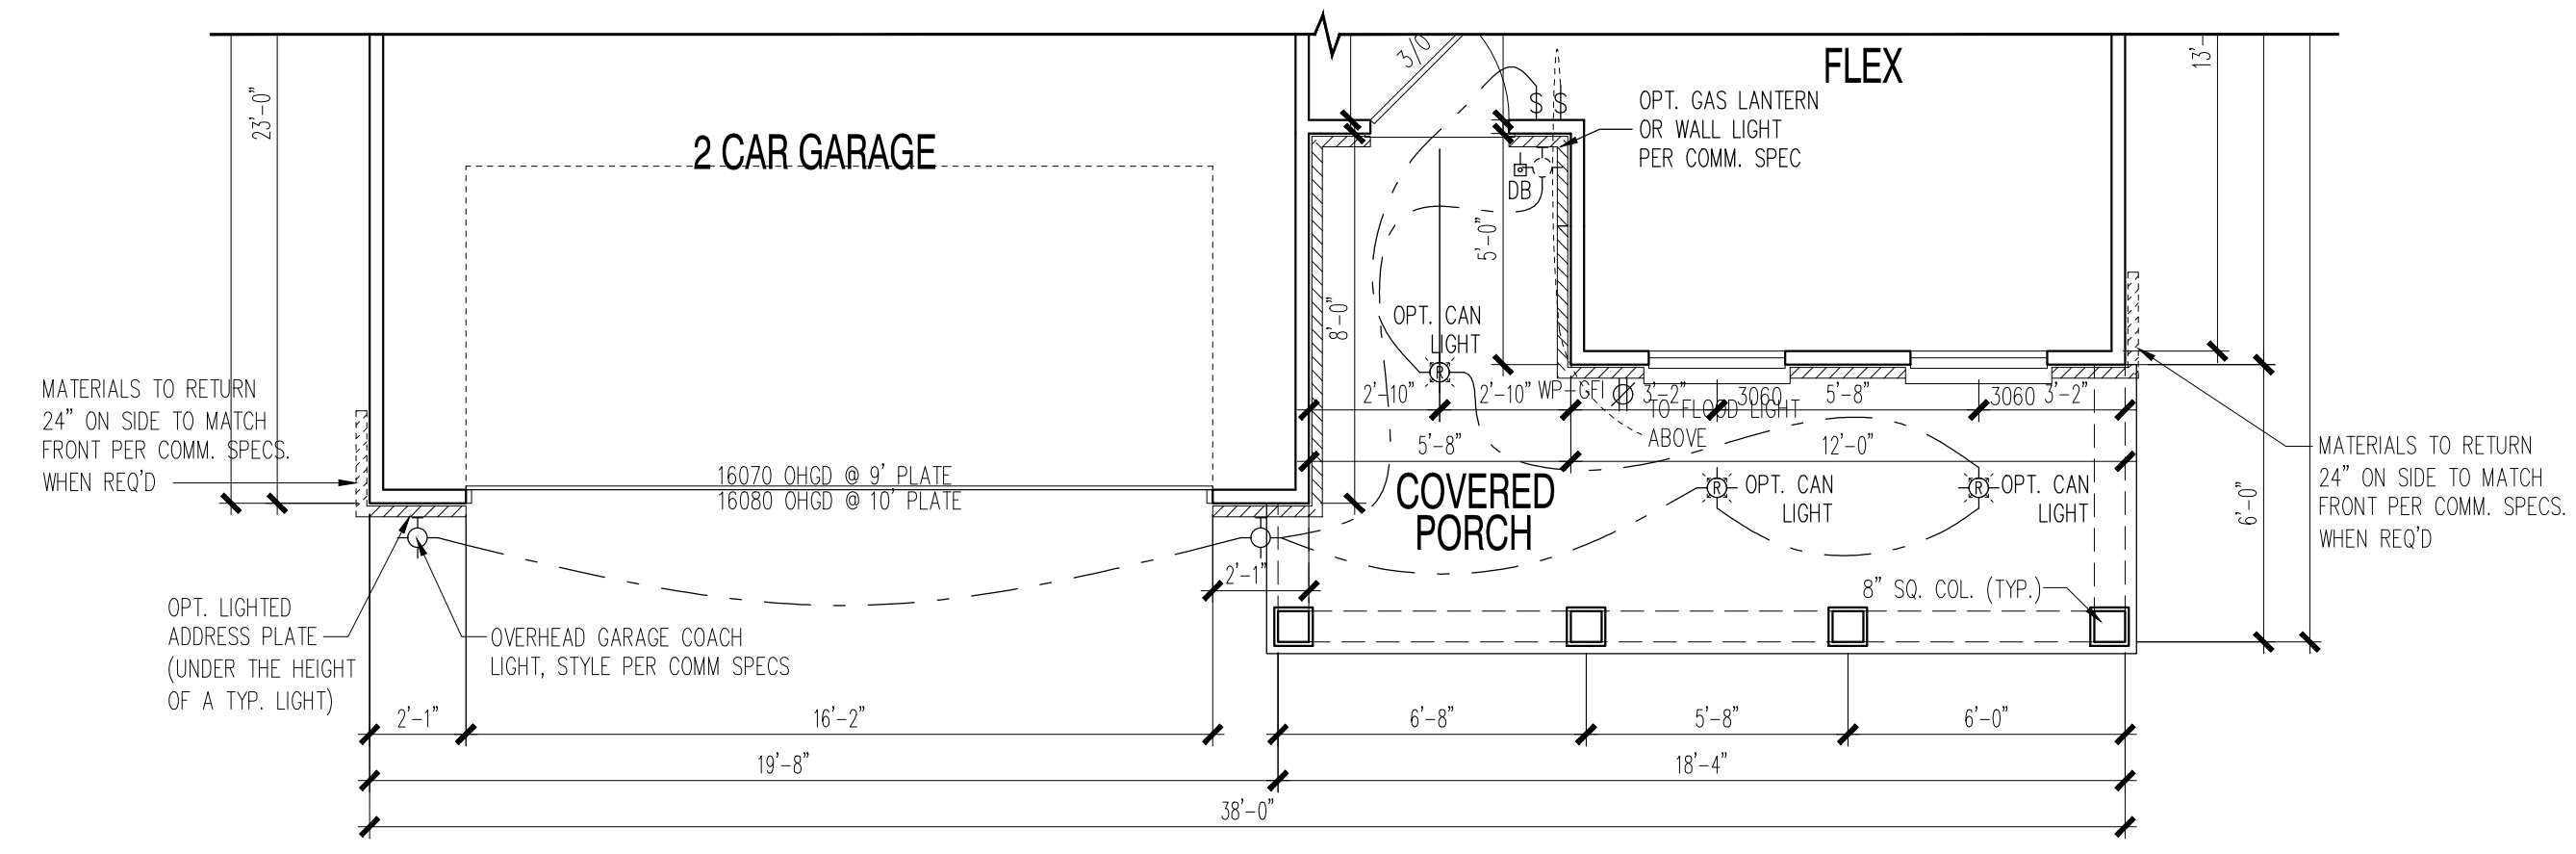 3/0
FLEX
13'-
23'-0"
2 CAR GARAGE
S S
OPT. GAS LANTERN
OR WALL LIGHT
PER COMM. SPEC
DB
5'-0"
8'-0"
OPT. CAN
LIGHT
R
MATERIALS TO RETURN
24" ON SIDE TO MATCH
FRONT PER COMM. SPECS.
WHEN REQ'D
2'-10"
2'-10"
WP-GFI
3'-2"
3060
5'-8"
3060
3'-2"
TO FLOOD LIGHT
ABOVE
5'-8"
12'-0"
MATERIALS TO RETURN
24" ON SIDE TO MATCH
FRONT PER COMM. SPECS.
WHEN REQ'D
16070 OHGD @ 9' PLATE
16080 OHGD @ 10' PLATE
COVERED
PORCH
R
OPT. CAN
LIGHT
R
OPT. CAN
LIGHT
6'-0"
2'-1"
8" SQ. COL. (TYP.)
OPT. LIGHTED
ADDRESS PLATE
(UNDER THE HEIGHT
OF A TYP. LIGHT)
OVERHEAD GARAGE COACH
LIGHT, STYLE PER COMM SPECS
2'-1"
16'-2"
6'-8"
5'-8"
6'-0"
19'-8"
18'-4"
38'-0"